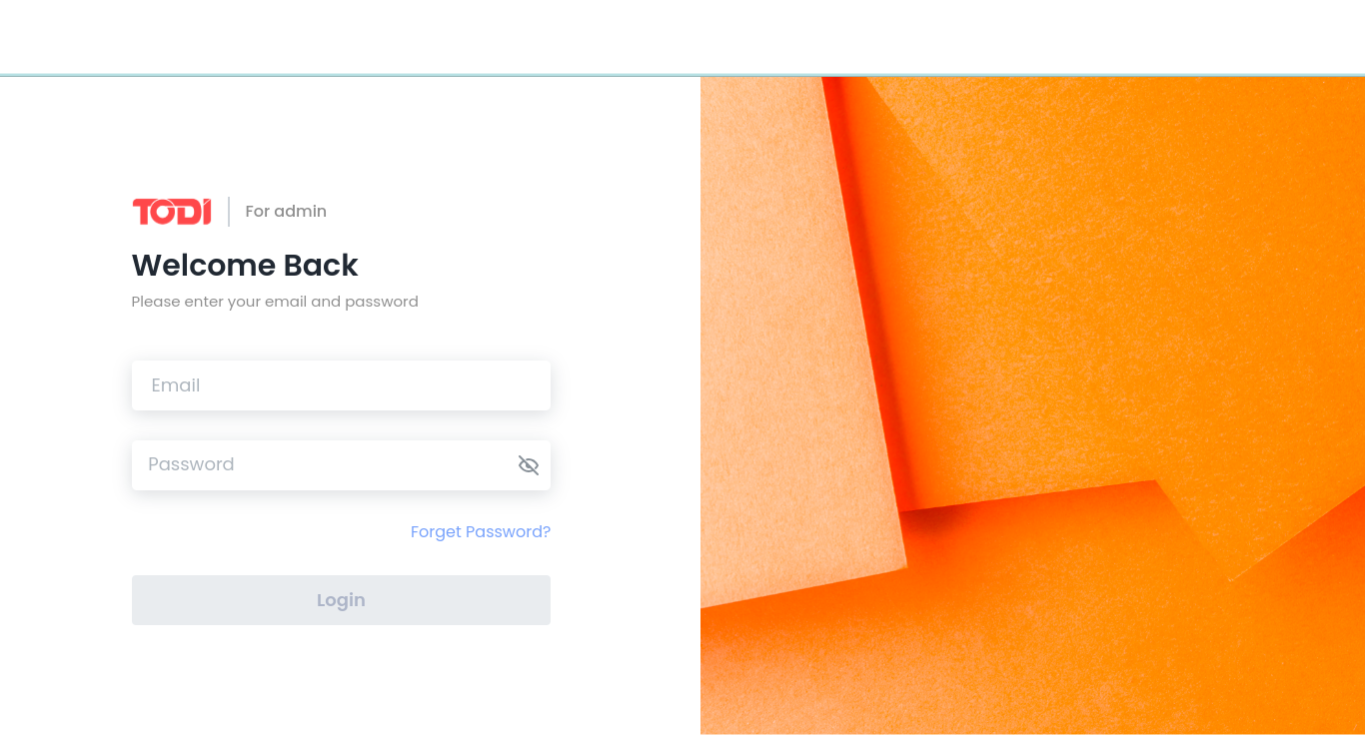 TODI
For admin
Welcome Back
Please enter your email and password
Email
Password
Forget Password?
Login